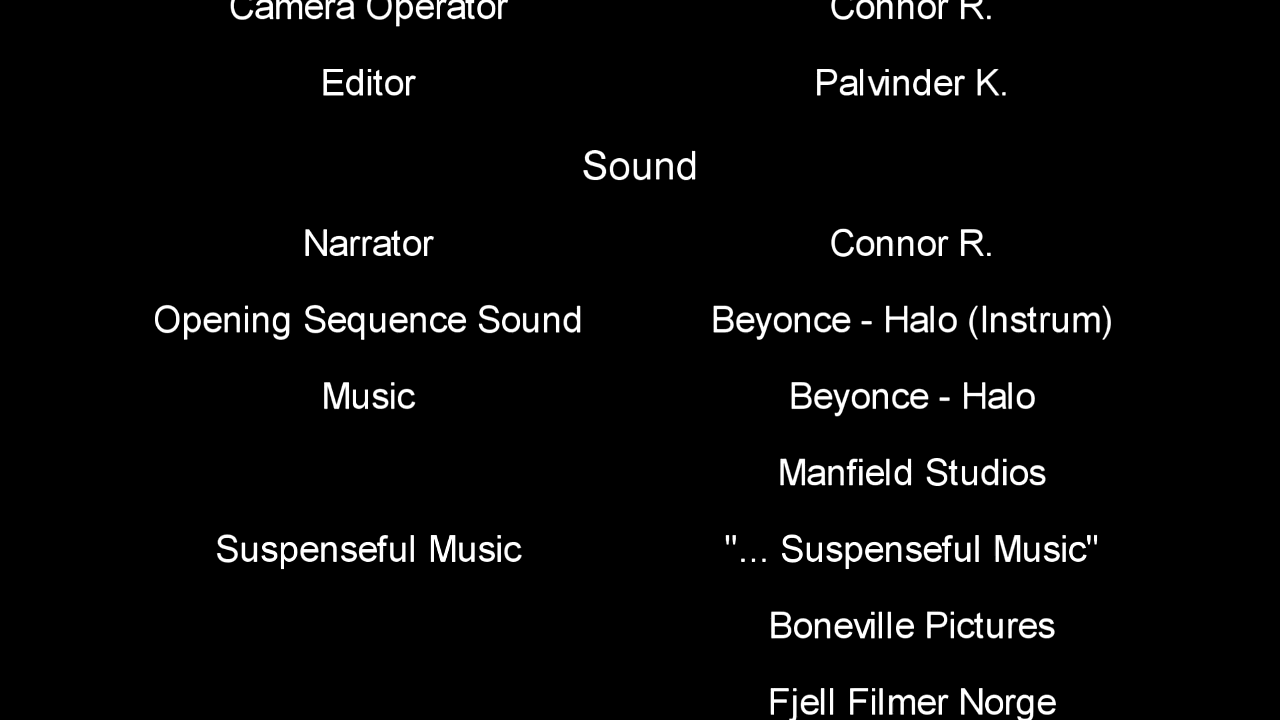 Camera Operator Connor R.
Editor Palvinder K.
Sound
Narrator Connor R.
Opening Sequence Sound Beyonce - Halo (Instrum)
Music Beyonce - Halo
Manfield Studios
Suspenseful Music "... Suspenseful Music"
Boneville Pictures
Fjell Filmer Norge